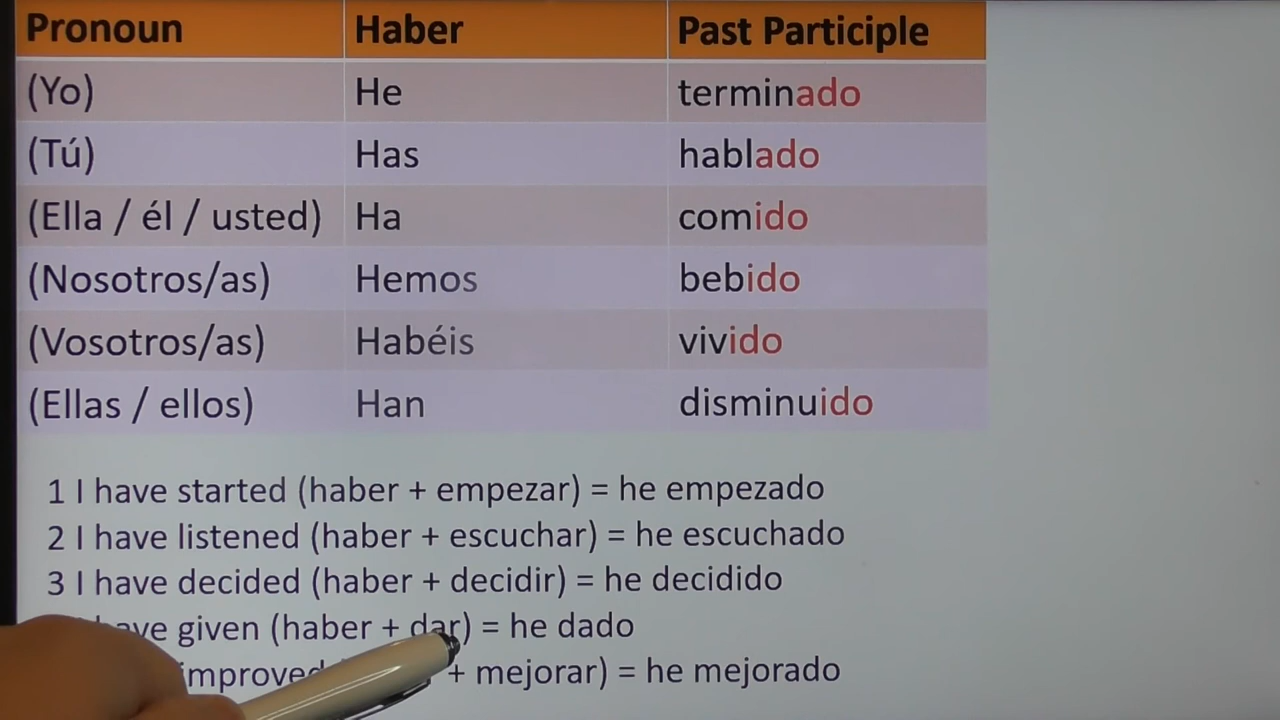 Pronoun Haber Past Participle
(Yo) He terminado
(Tú) Has hablado
(Ella / él / usted) Ha comido
(Nosotros/as) Hemos bebido
(Vosotros/as) Habéis vivido
(Ellas / ellos) Han disminuido
1 I have started (haber + empezar) = he empezado
2 I have listened (haber + escuchar) = he escuchado
3 I have decided (haber + decidir) = he decidido
have given (haber + dar) = he dado
improved + mejorar) = he mejorado